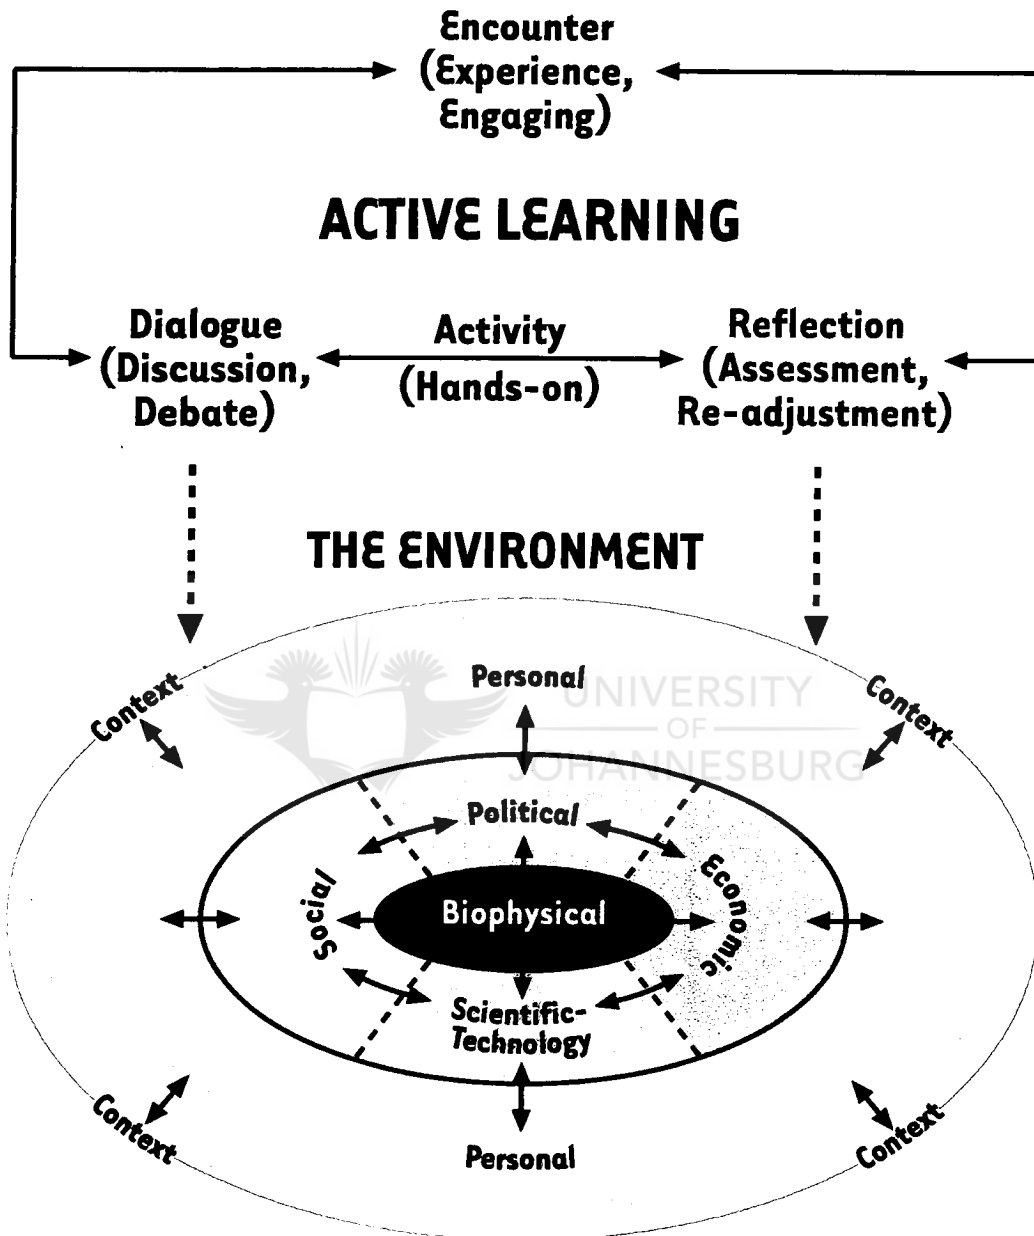 Encounter
(Experience,
Engaging)
ACTIVE LEARNING
Dialogue
(Discussion,
Debate)
Activity
(Hands-on)
Reflection
(Assessment,
Re-adjustment)
THE ENVIRONMENT
Context
Personal
Context
UNIVERSITY
OF
JOHANNESBURG
Political
Social
Biophysical
Economic
Scientific-
Technology
Context
Personal
Context